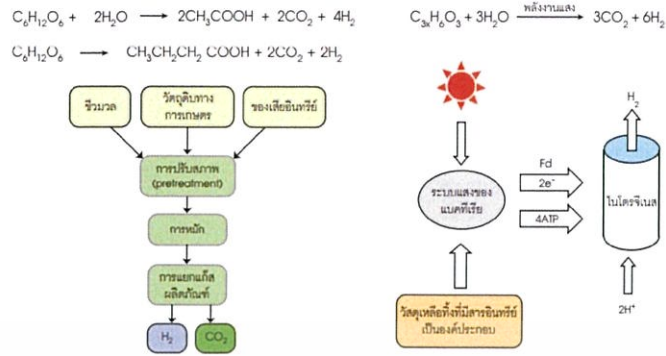 C₆H₁₂O₆ + 2H₂O → 2CH₃COOH + 2CO₂ + 4H₂
C₆H₁₂O₆ → CH₃CH₂CH₂ COOH + 2CO₂ + 2H₂
ชีวมวล
วัตถุดิบทาง
การเกษตร
ของเสียอินทรีย์
การปรับสภาพ
(pretreatment)
การหมัก
การแยกแก๊ส
ผลิตภัณฑ์
H₂
CO₂
พลังงานแสง
C₃ₓH₆O₃ + 3H₂O → 3CO₂ + 6H₂
ระบบแสงของ
แบคทีเรีย
Fd
2e⁻
4ATP
H₂
ไนโตรจีเนส
2H⁺
วัสดุเหลือทิ้งที่มีสารอินทรีย์
เป็นองค์ประกอบ